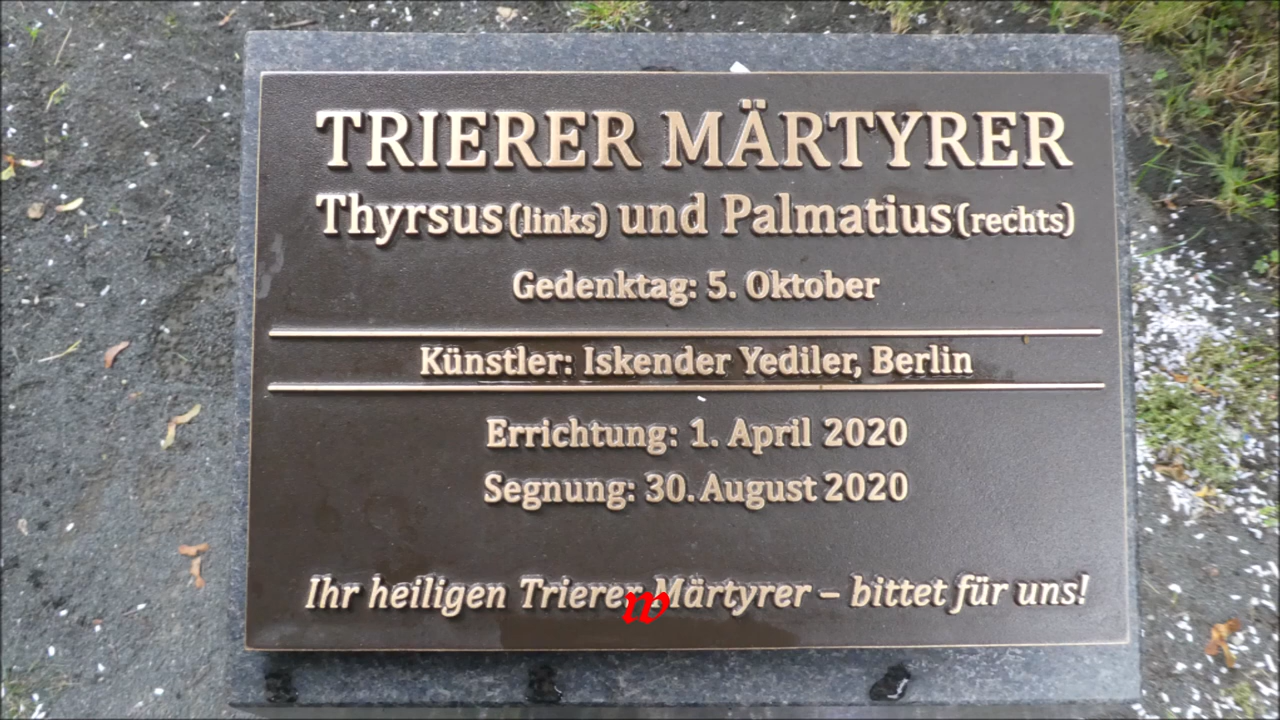 TRIERER MÄRTYRER
Thyrsus (links) und Palmatius (rechts)
Gedenktag: 5. Oktober
Künstler: Iskender Yediler, Berlin
Errichtung: 1. April 2020
Segnung: 30. August 2020
Ihr heiligen Trierer Märtyrer – bittet für uns!
w